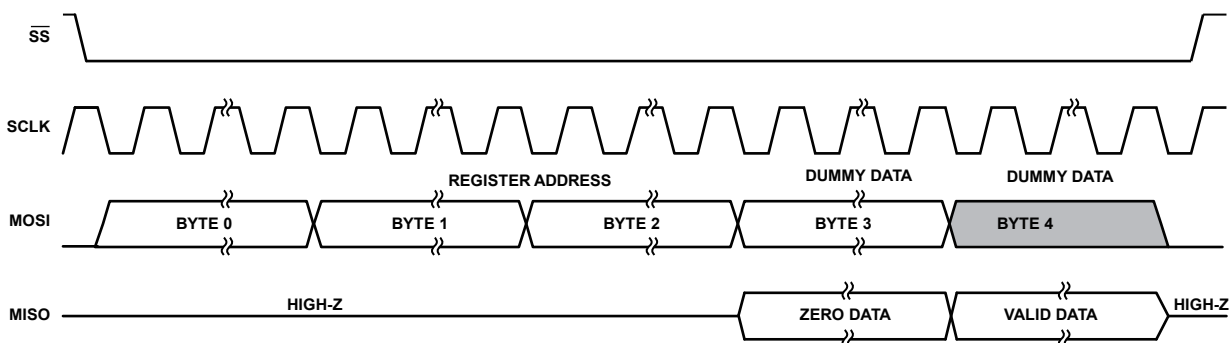 SS
SCLK
REGISTER ADDRESS
DUMMY DATA
DUMMY DATA
MOSI
BYTE 0
BYTE 1
BYTE 2
BYTE 3
BYTE 4
HIGH-Z
HIGH-Z
MISO
ZERO DATA
VALID DATA